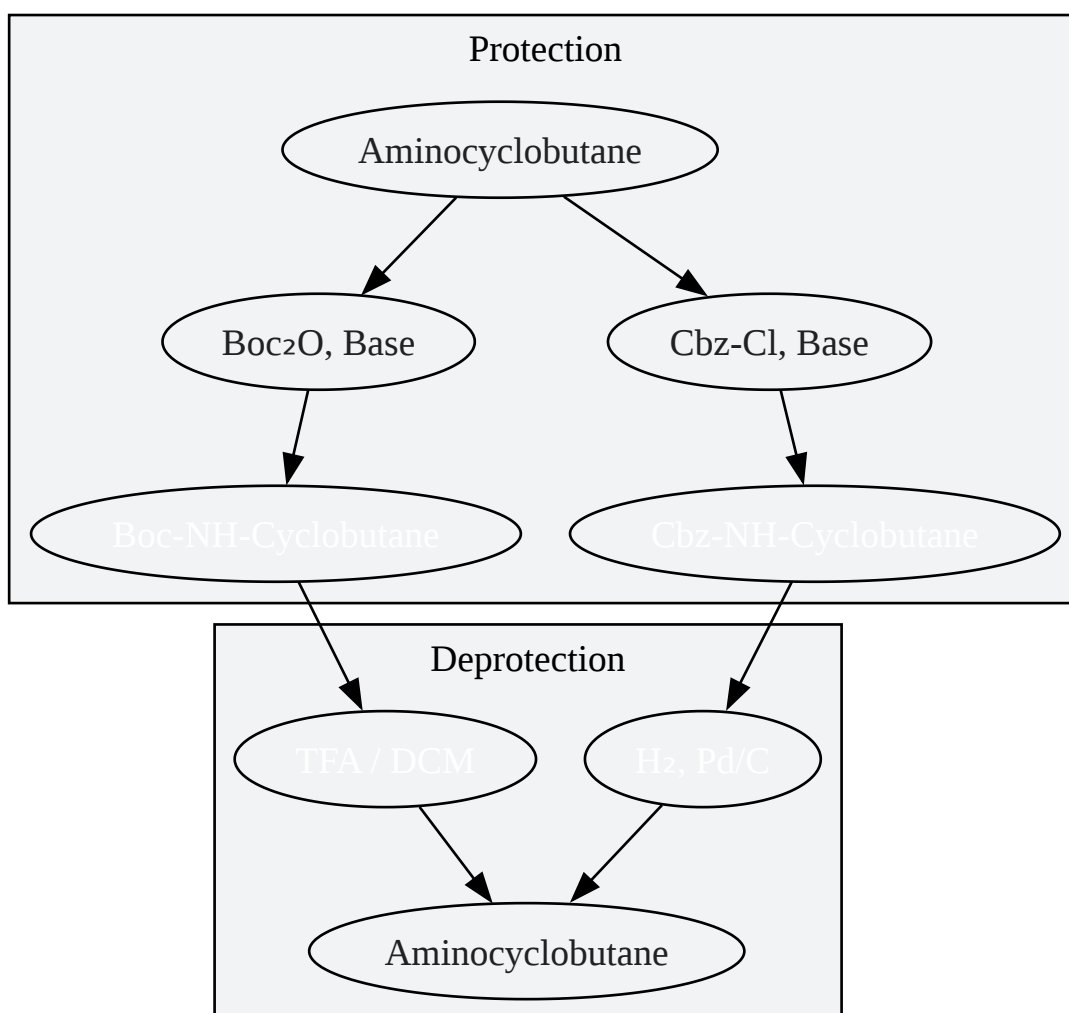 Protection
Aminocyclobutane
Boc₂O, Base
Cbz-Cl, Base
Boc-NH-Cyclobutane
Cbz-NH-Cyclobutane
Deprotection
TFA / DCM
H₂, Pd/C
Aminocyclobutane